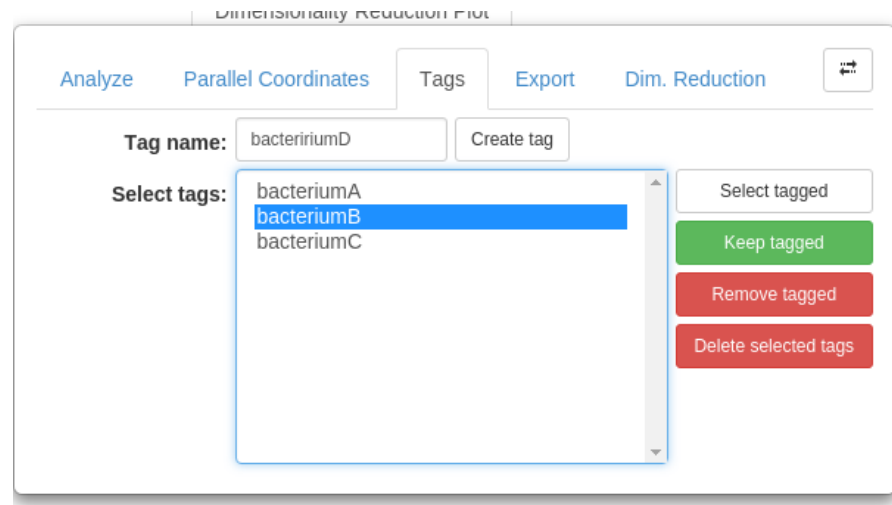 Dimensionality Reduction Plot
Analyze Parallel Coordinates Tags Export Dim. Reduction
Tag name: bacteririumD Create tag
Select tags: bacteriumA Select tagged
bacteriumB
bacteriumC Keep tagged
Remove tagged
Delete selected tags